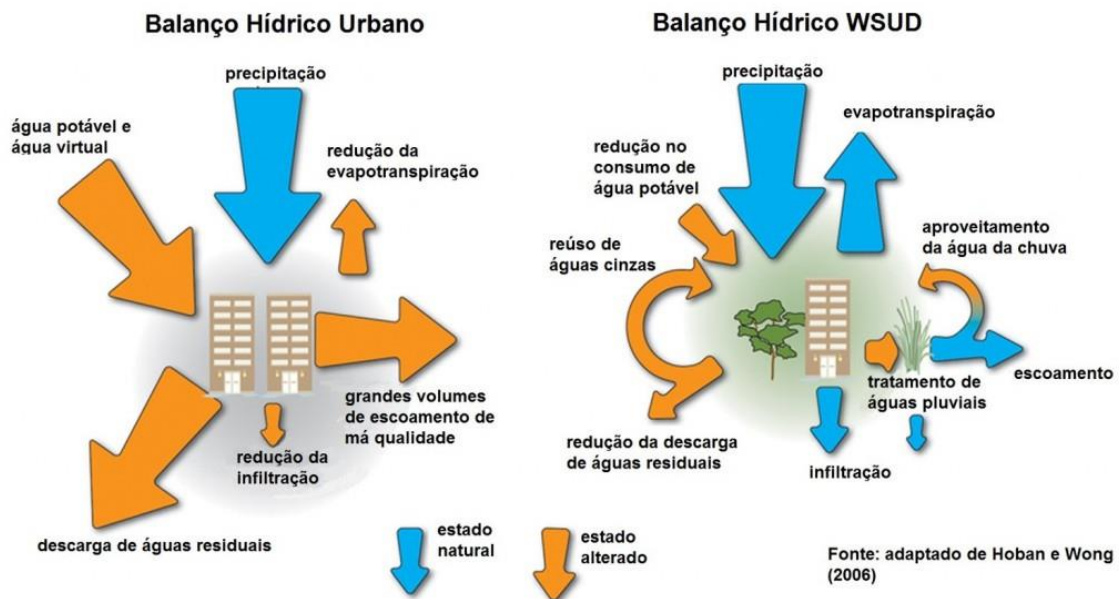 Balanço Hídrico Urbano
precipitação
água potável e
água virtual
redução da
evapotranspiração
grandes volumes
de escoamento de
má qualidade
redução da
infiltração
descarga de águas residuais
Balanço Hídrico WSUD
precipitação
evapotranspiração
redução no
consumo de
água potável
reúso de
águas cinzas
aproveitamento
da água da chuva
escoamento
tratamento de
águas pluviais
redução da descarga
de águas residuais
infiltração
estado
natural
estado
alterado
Fonte: adaptado de Hoban e Wong
(2006)